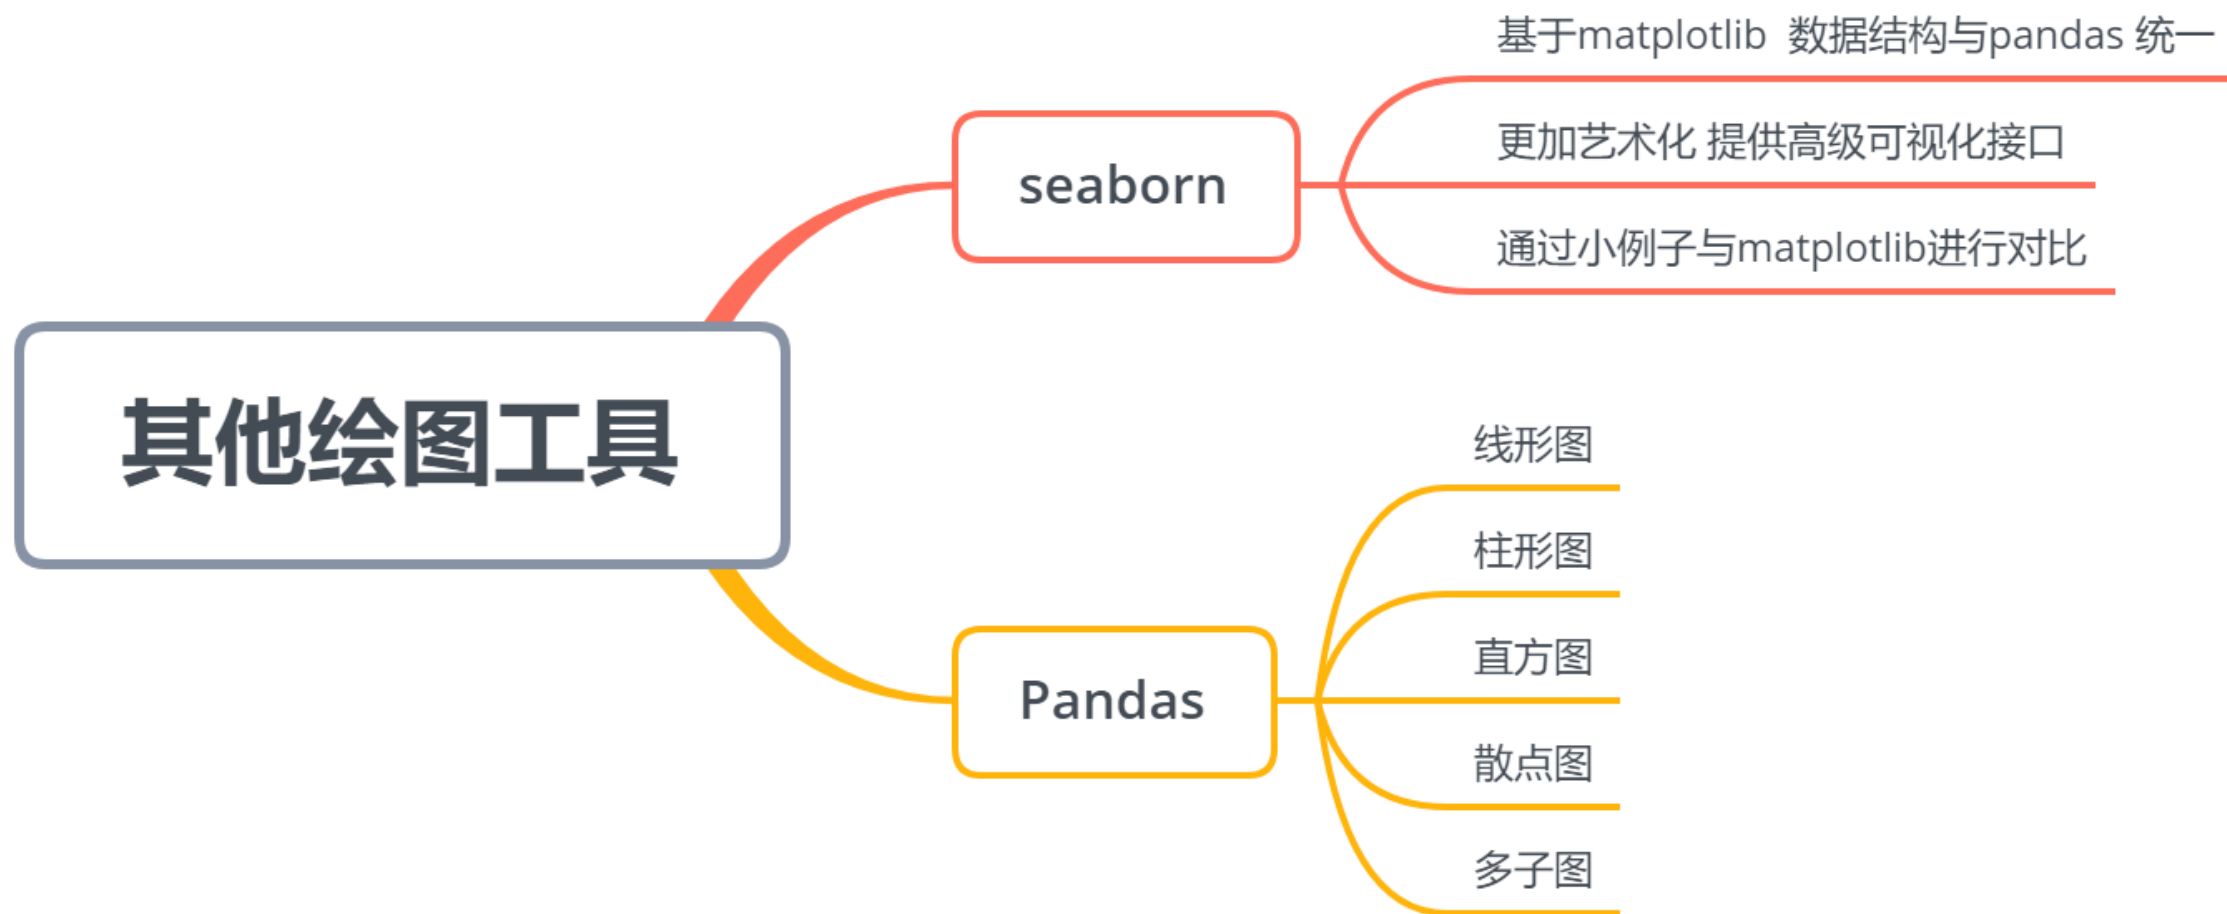 其他绘图工具
seaborn
基于matplotlib 数据结构与pandas 统一
更加艺术化 提供高级可视化接口
通过小例子与matplotlib进行对比
Pandas
线形图
柱形图
直方图
散点图
多子图